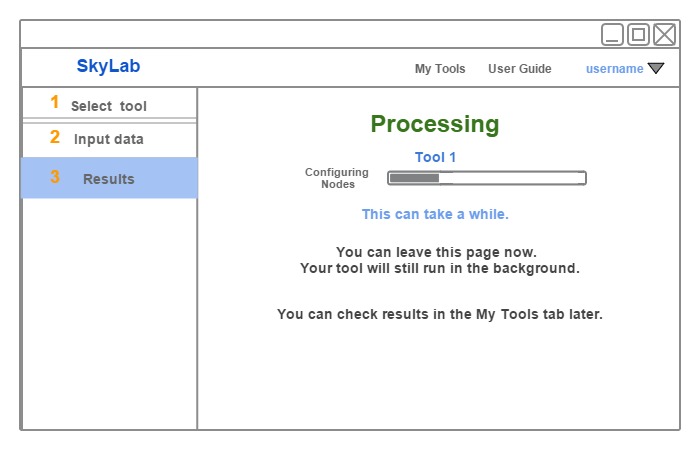 SkyLab
My Tools User Guide username
1 Select tool
2 Input data
3 Results
Processing
Tool 1
Configuring
Nodes
This can take a while.
You can leave this page now.
Your tool will still run in the background.
You can check results in the My Tools tab later.